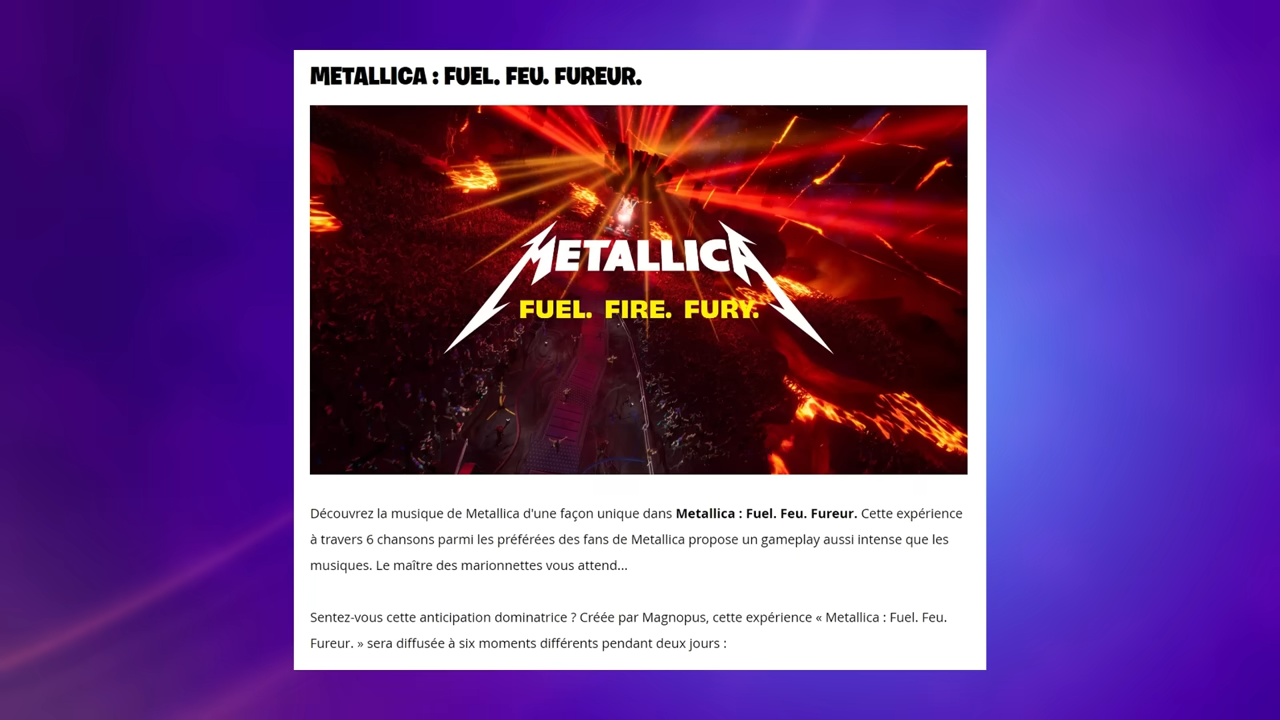 METALLICA : FUEL. FEU. FUREUR.
METALLICA
FUEL. FIRE. FURY.
Découvrez la musique de Metallica d'une façon unique dans Metallica : Fuel. Feu. Fureur. Cette expérience
à travers 6 chansons parmi les préférées des fans de Metallica propose un gameplay aussi intense que les
musiques. Le maître des marionnettes vous attend...
Sentez-vous cette anticipation dominatrice ? Créée par Magnopus, cette expérience « Metallica : Fuel. Feu.
Fureur. » sera diffusée à six moments différents pendant deux jours :